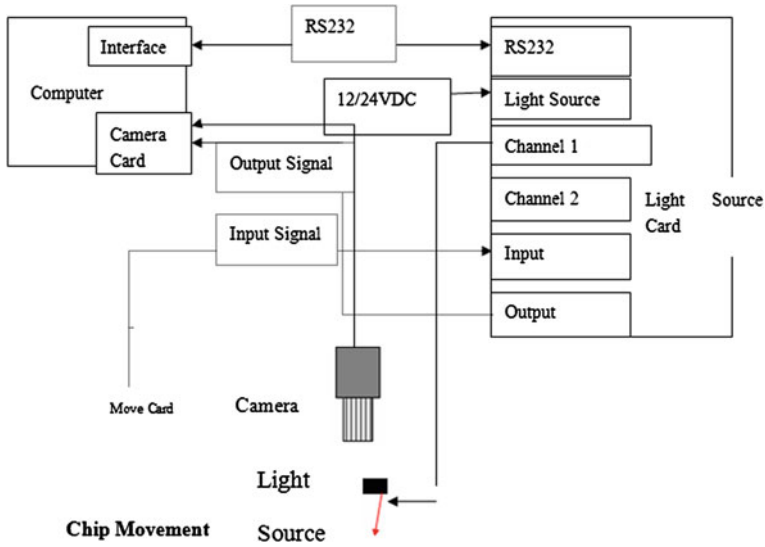 RS232
Interface
RS232
Computer
12/24VDC
Light Source
Camera
Card
Channel 1
Output Signal
Channel 2
Light Source
Card
Input Signal
Input
Output
Move Card
Camera
Light
Chip Movement
Source